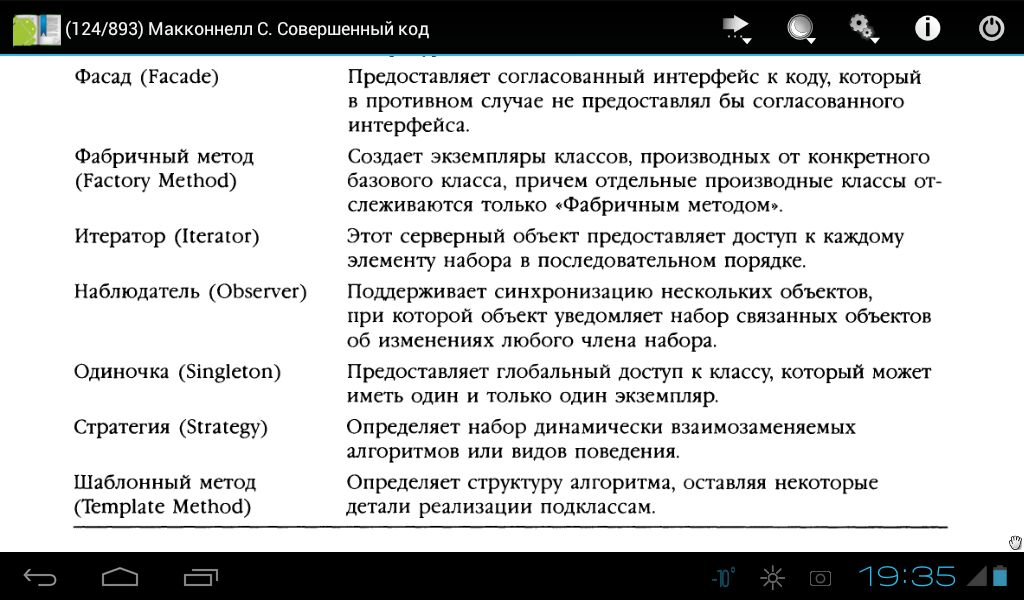 (124/893) Макконнелл С. Совершенный код
Фасад (Facade)
Предоставляет согласованный интерфейс к коду, который
в противном случае не предоставлял бы согласованного
интерфейса.
Фабричный метод
(Factory Method)
Создает экземпляры классов, производных от конкретного
базового класса, причем отдельные производные классы от-
слеживаются только «Фабричным методом».
Итератор (Iterator)
Этот серверный объект предоставляет доступ к каждому
элементу набора в последовательном порядке.
Наблюдатель (Observer)
Поддерживает синхронизацию нескольких объектов,
при которой объект уведомляет набор связанных объектов
об изменениях любого члена набора.
Одиночка (Singleton)
Предоставляет глобальный доступ к классу, который может
иметь один и только один экземпляр.
Стратегия (Strategy)
Определяет набор динамически взаимозаменяемых
алгоритмов или видов поведения.
Шаблонный метод
(Template Method)
Определяет структуру алгоритма, оставляя некоторые
детали реализации подклассам.
-10°
19:35